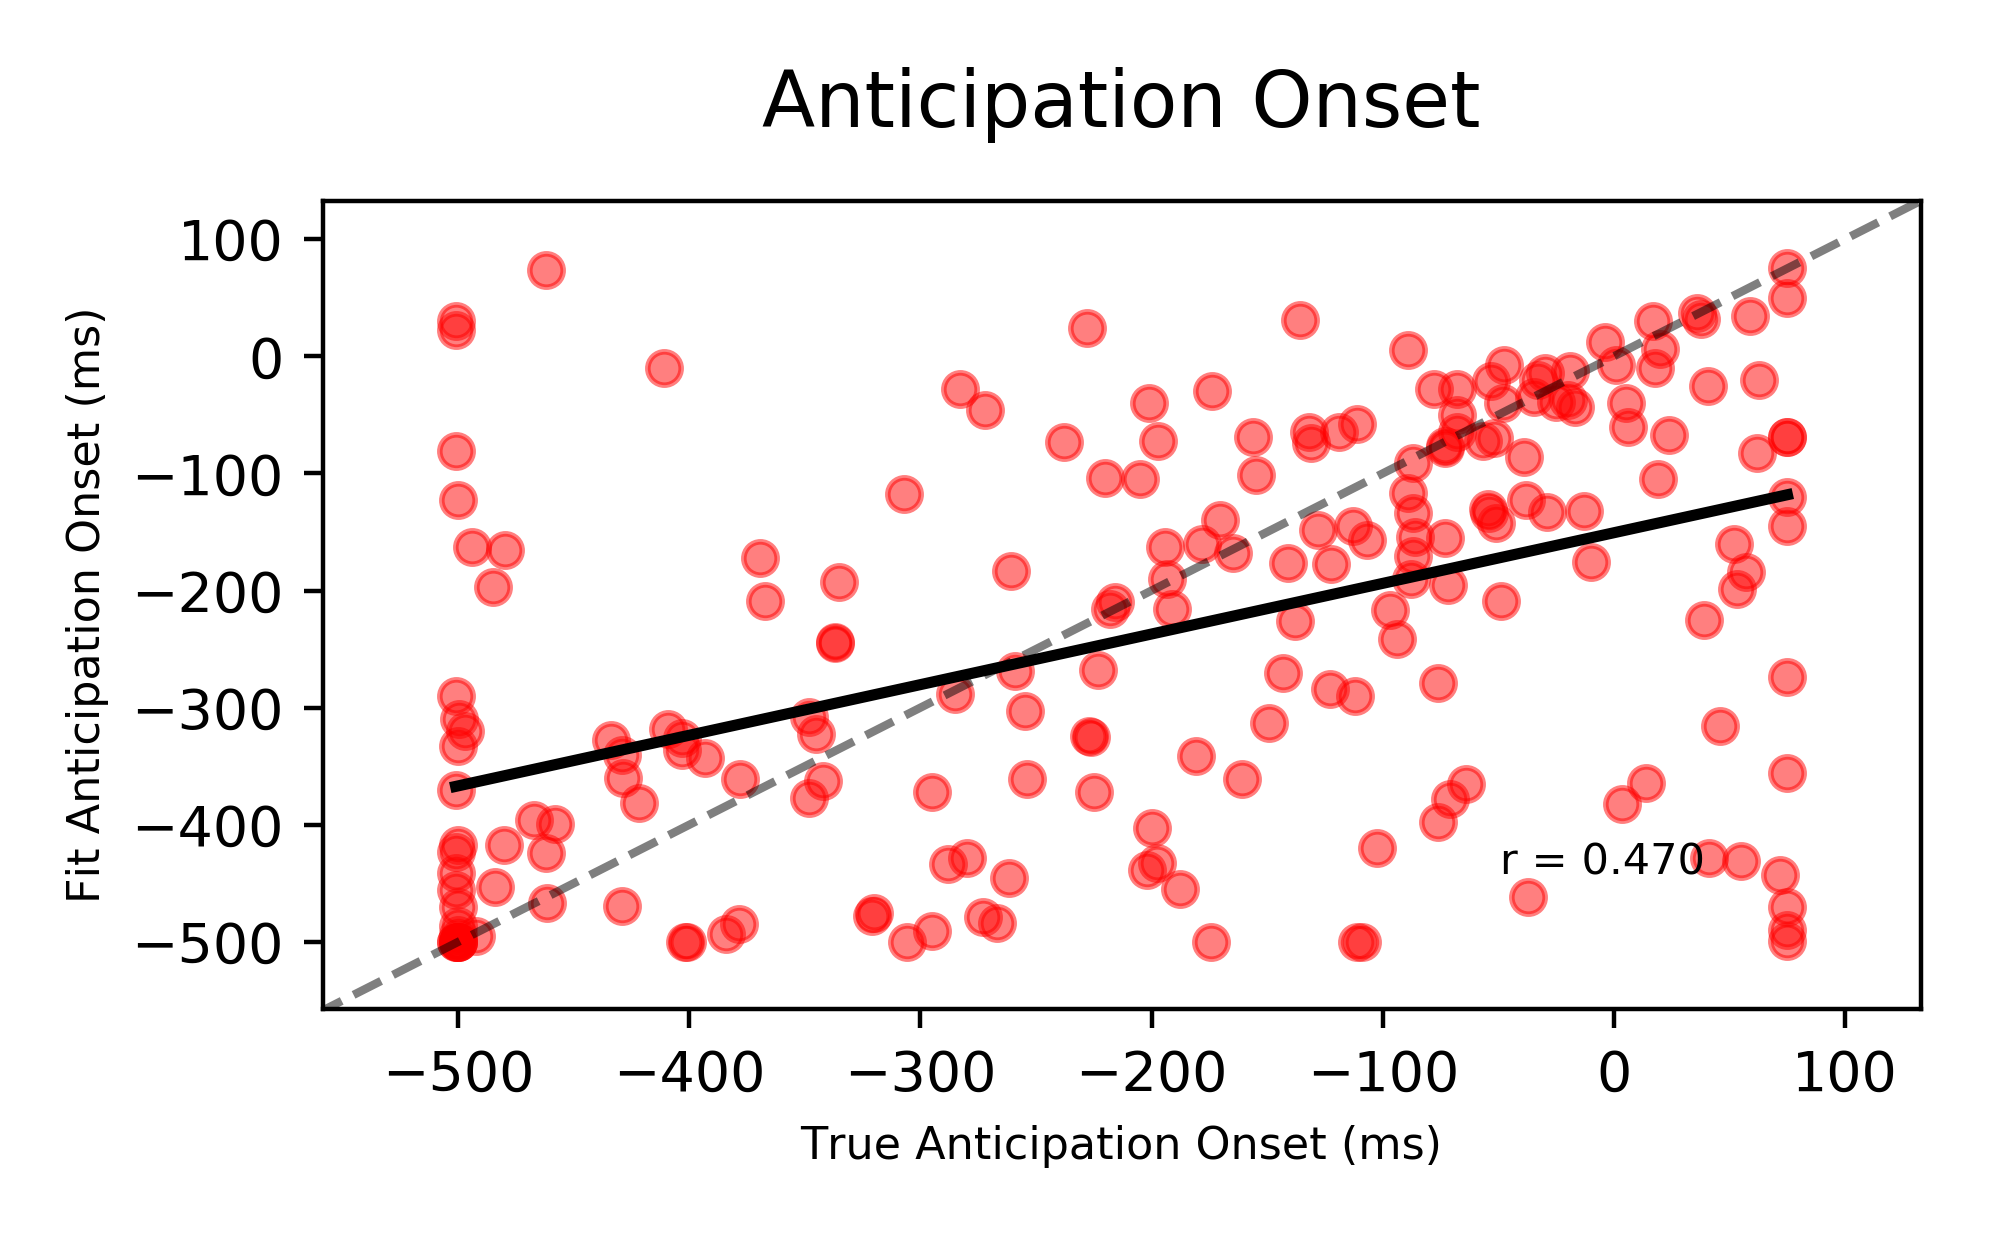 Anticipation Onset
Fit Anticipation Onset (ms)
100
0
−100
−200
−300
−400
−500
r = 0.470
−500 −400 −300 −200 −100 0 100
True Anticipation Onset (ms)